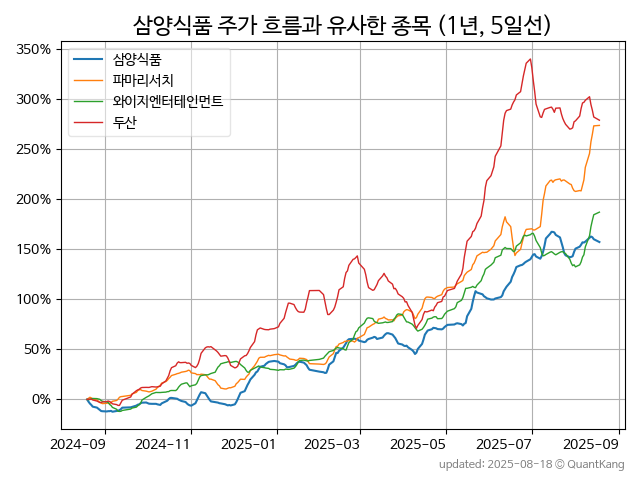 삼양식품 주가 흐름과 유사한 종목 (1년, 5일선)
350%
300%
250%
200%
150%
100%
50%
0%
삼양식품
파마리서치
와이지엔터테인먼트
두산
2024-09 2024-11 2025-01 2025-03 2025-05 2025-07 2025-09
updated: 2025-08-18 © QuantKang